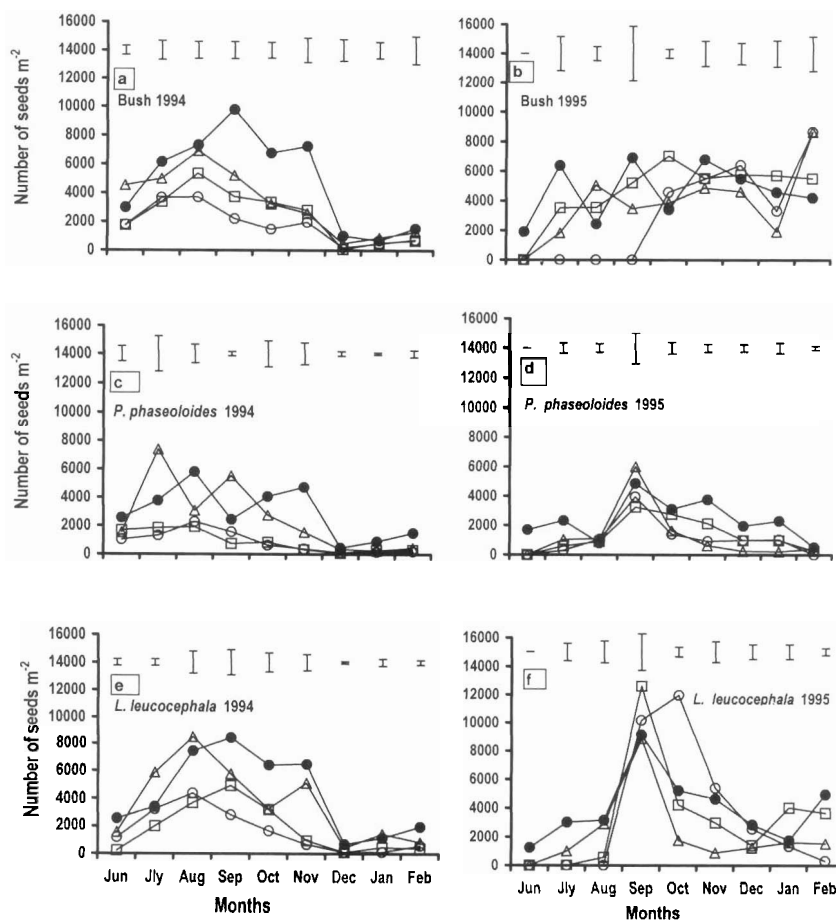 16000
14000
12000
10000
8000
6000
4000
2000
0
Number of seeds m-2
a
Bush 1994
16000
14000
12000
10000
8000
6000
4000
2000
0
b
Bush 1995
16000
14000
12000
10000
8000
6000
4000
2000
0
Number of seeds m-2
c
P. phaseoloides 1994
16000
14000
12000
10000
8000
6000
4000
2000
0
d
P. phaseoloides 1995
16000
14000
12000
10000
8000
6000
4000
2000
0
Number of seeds m-2
e
L. leucocephala 1994
Jun Jly Aug Sep Oct Nov Dec Jan Feb
Months
16000
14000
12000
10000
8000
6000
4000
2000
0
f
L. leucocephala 1995
Jun Jly Aug Sep Oct Nov Dec Jan Feb
Months